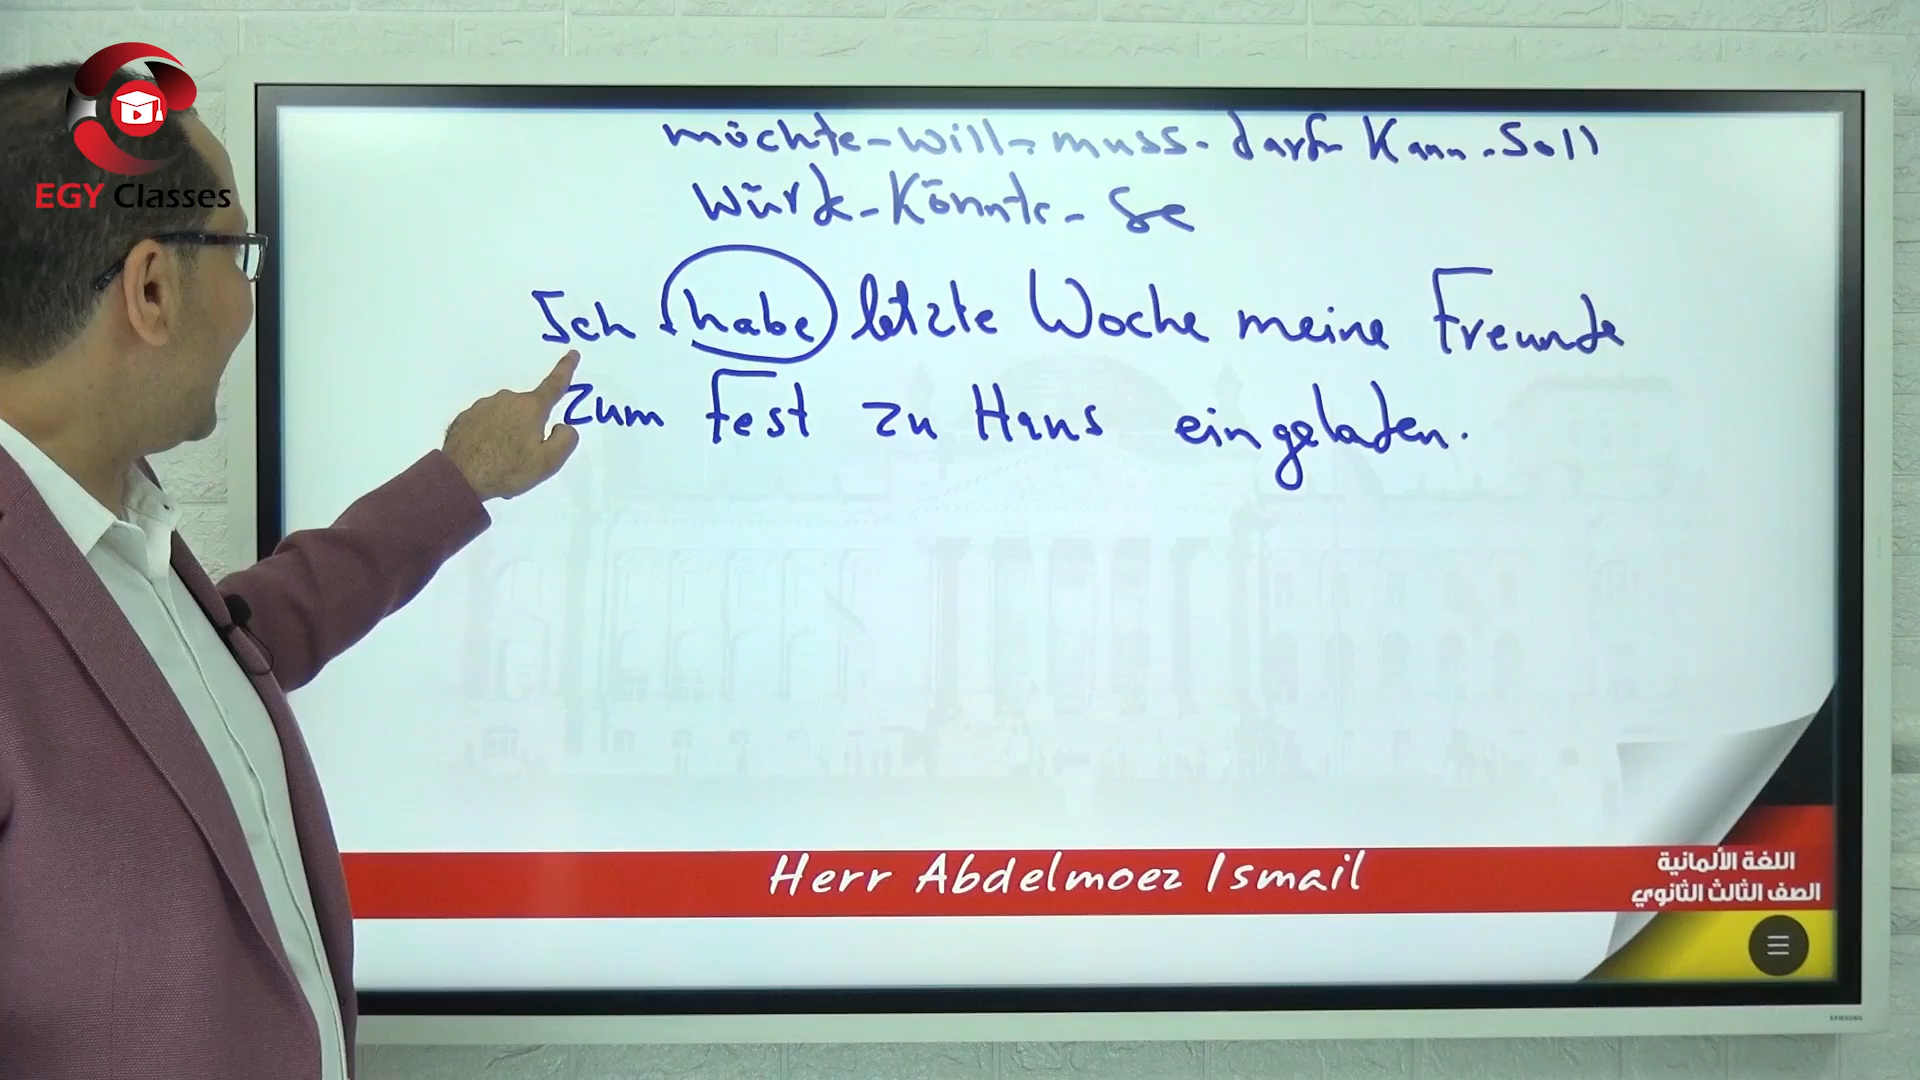 EGY Classes
möchte - will - muss - darf - Kann - Soll
Würde - Könnte -
Ich habe letzte Woche meine Freunde
zum Fest zu Haus eingeladen.
Herr Abdelmoez Ismail
اللغة الألمانية
الصف الثالث الثانوي
SAMSUNG